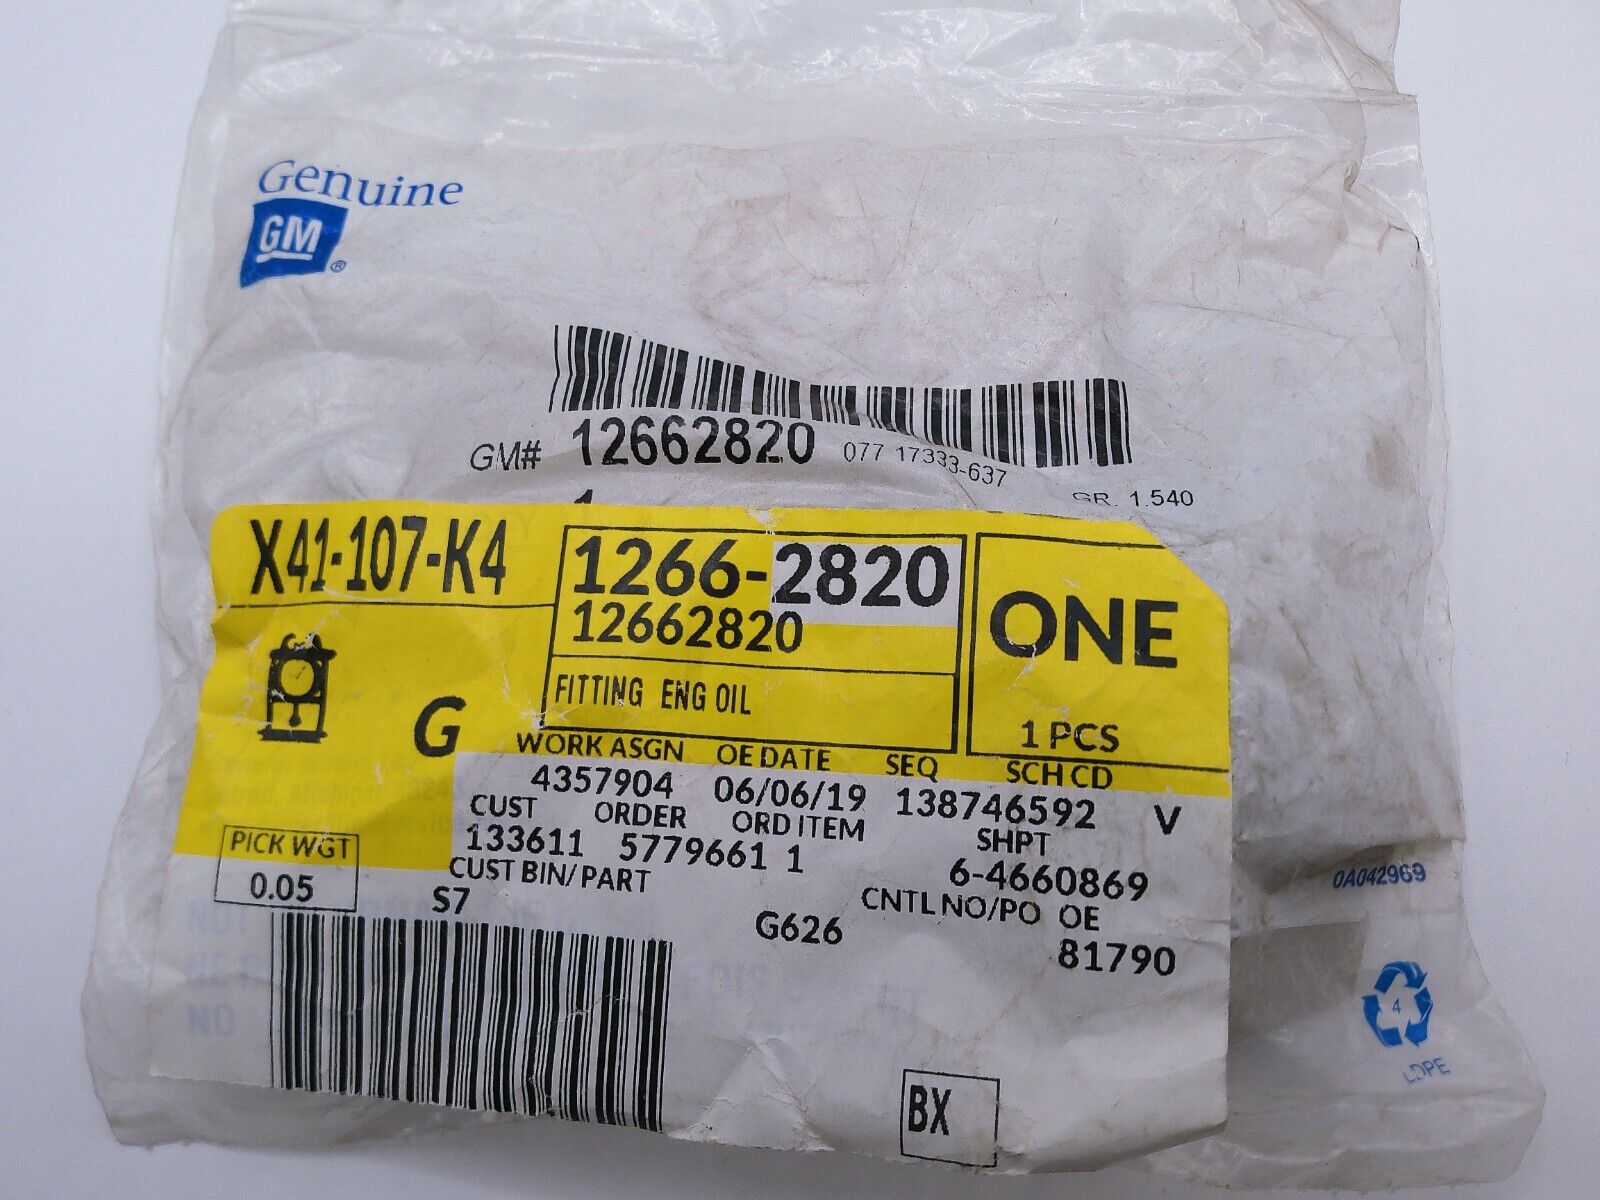 Genuine
GM ®
GM# 12662820 077 17333-637
GR. 1.540
1
X41-107-K4
1266-2820
12662820
ONE
FITTING ENG OIL
G
1 PCS
WORK ASGN OE DATE SEQ SCH CD
4357904 06/06/19 138746592 V
CUST ORDER ORD ITEM SHPT
133611 5779661 1 6-4660869
PICK WGT
0.05
CUST BIN/PART CNTL NO/PO OE
S7 G626 81790
0A042969
4
LDPE
BX